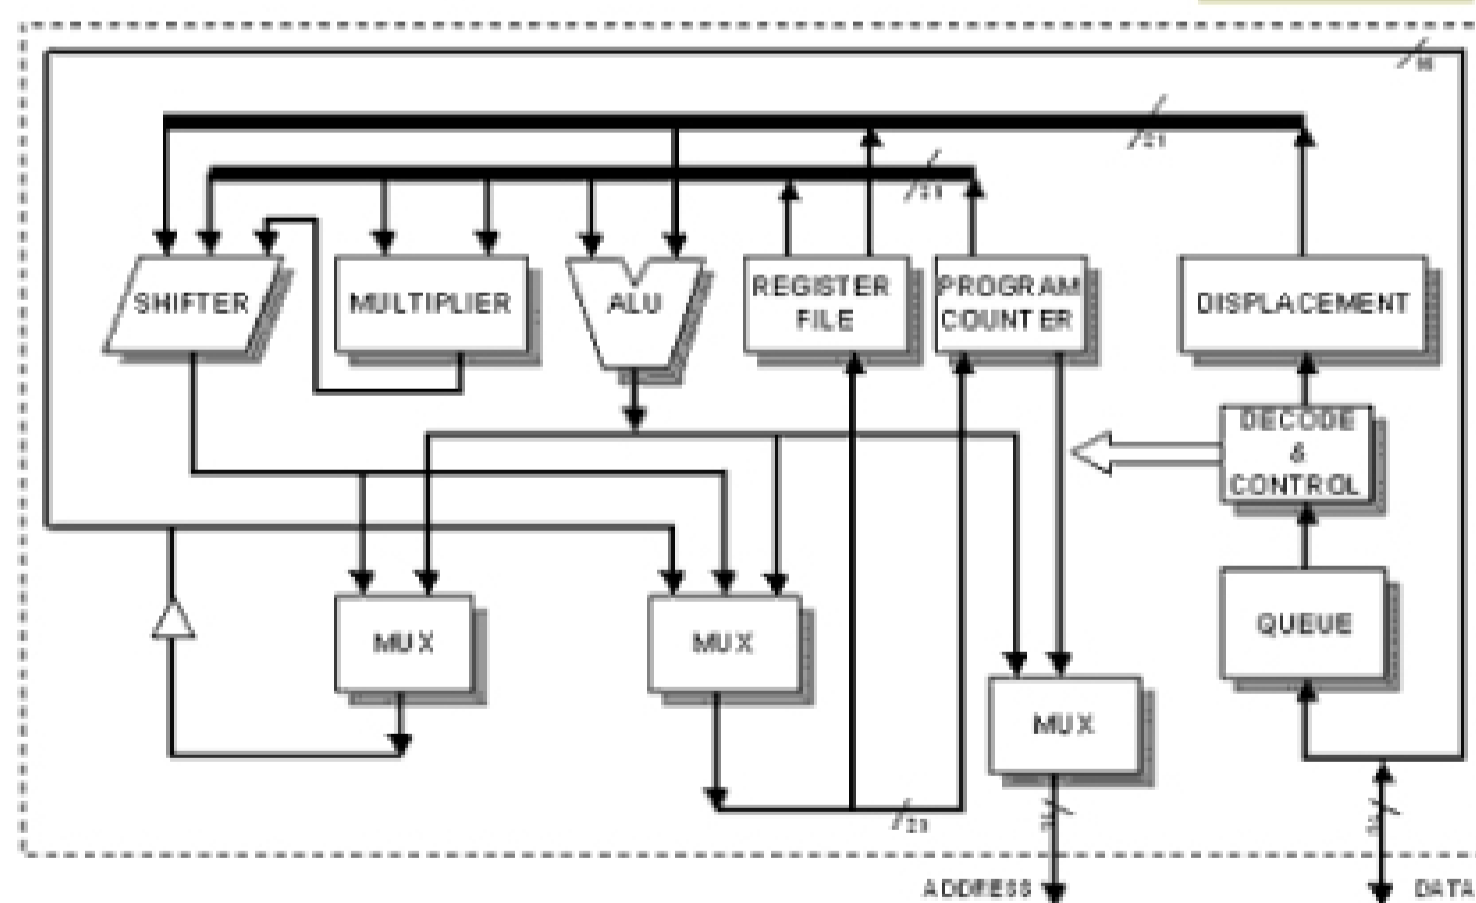 SHIFTER
MULTIPLIER
ALU
REGISTER
FILE
PROGRAM
COUNTER
DISPLACEMENT
DECODE
&
CONTROL
MUX
MUX
QUEUE
MUX
ADDRESS
DATA